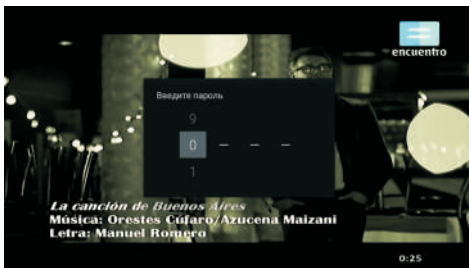 encuentro
Введите пароль
9
0 – – –
1
La canción de Buenos Aires
Música: Orestes Cúfaro/Azucena Maizani
Letra: Manuel Romero
0:25